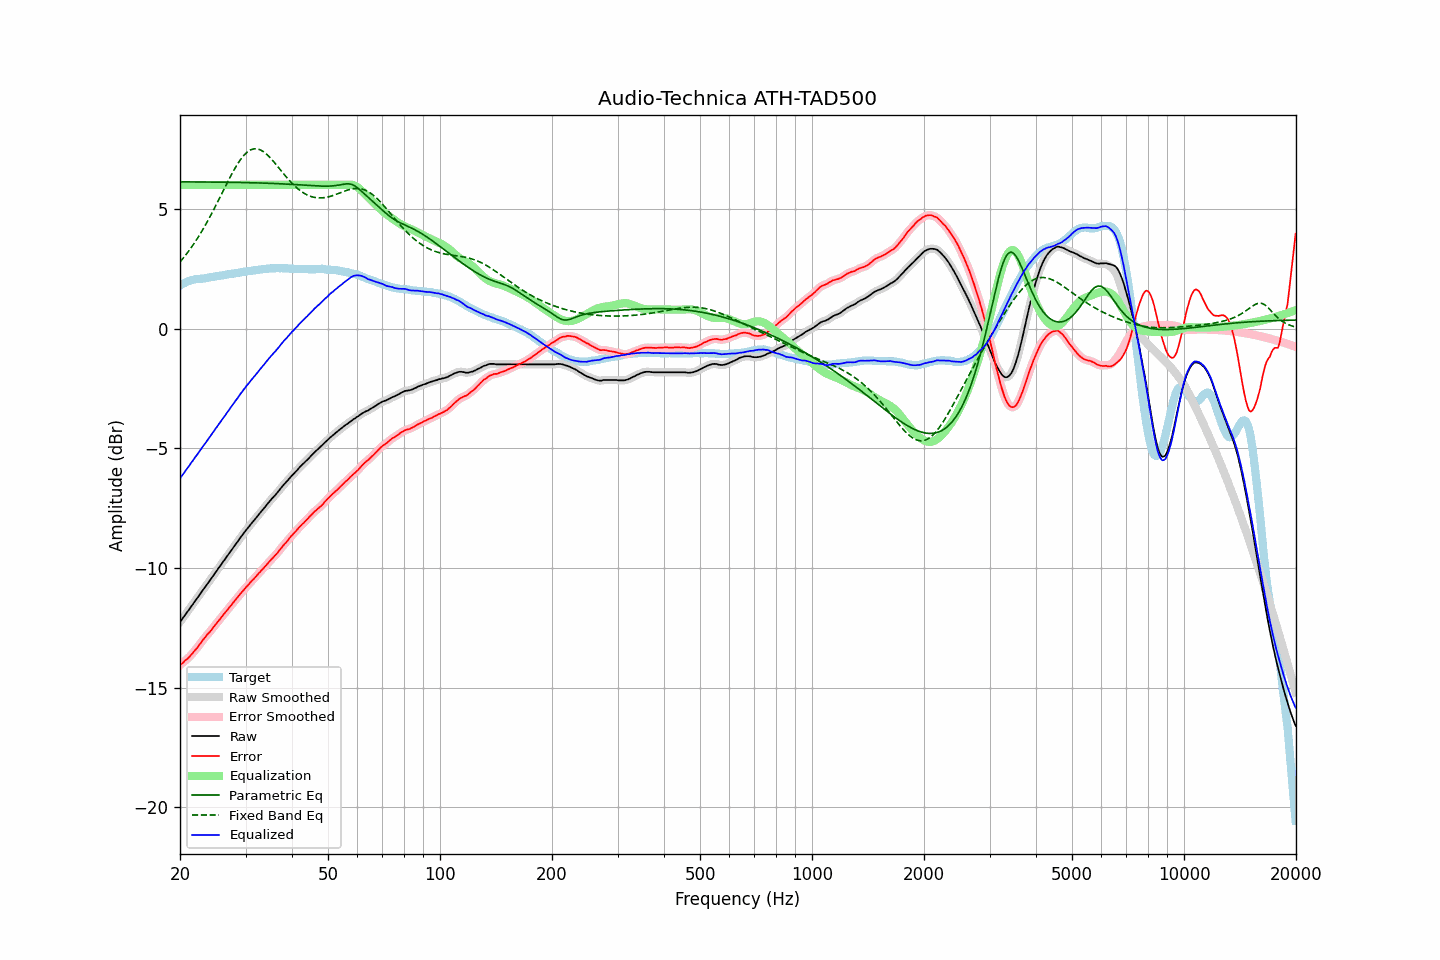 Audio-Technica ATH-TAD500
Amplitude (dBr)
5
0
−5
−10
−15
−20
Target
Raw Smoothed
Error Smoothed
Raw
Error
Equalization
Parametric Eq
Fixed Band Eq
Equalized
20 50 100 200 500 1000 2000 5000 10000 20000
Frequency (Hz)